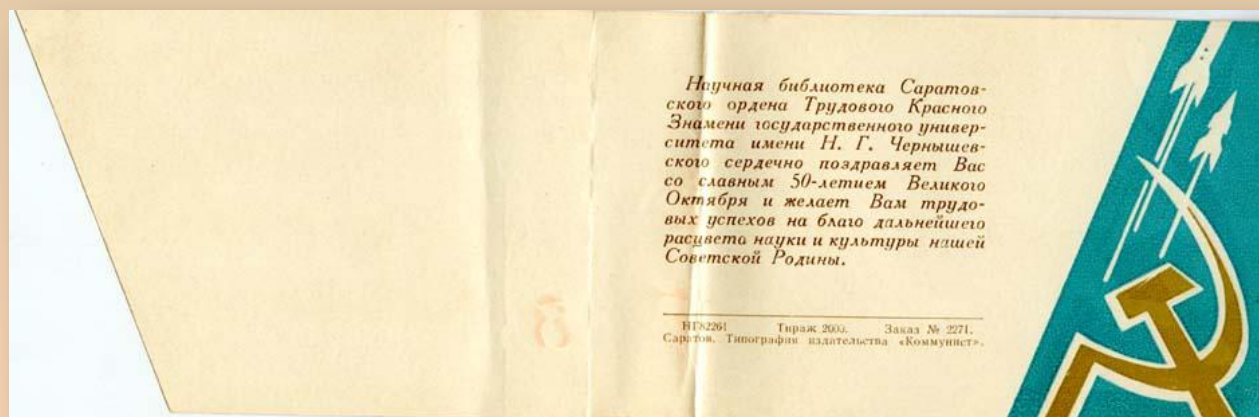 Научная библиотека Саратов-
ского ордена Трудового Красного
Знамени государственного универ-
ситета имени Н. Г. Чернышев-
ского сердечно поздравляет Вас
со славным 50-летием Великого
Октября и желает Вам трудо-
вых успехов на благо дальнейшего
расцвета науки и культуры нашей
Советской Родины.
НГ82261 Тираж 2000. Заказ № 2271.
Саратов. Типография издательства «Коммунист».